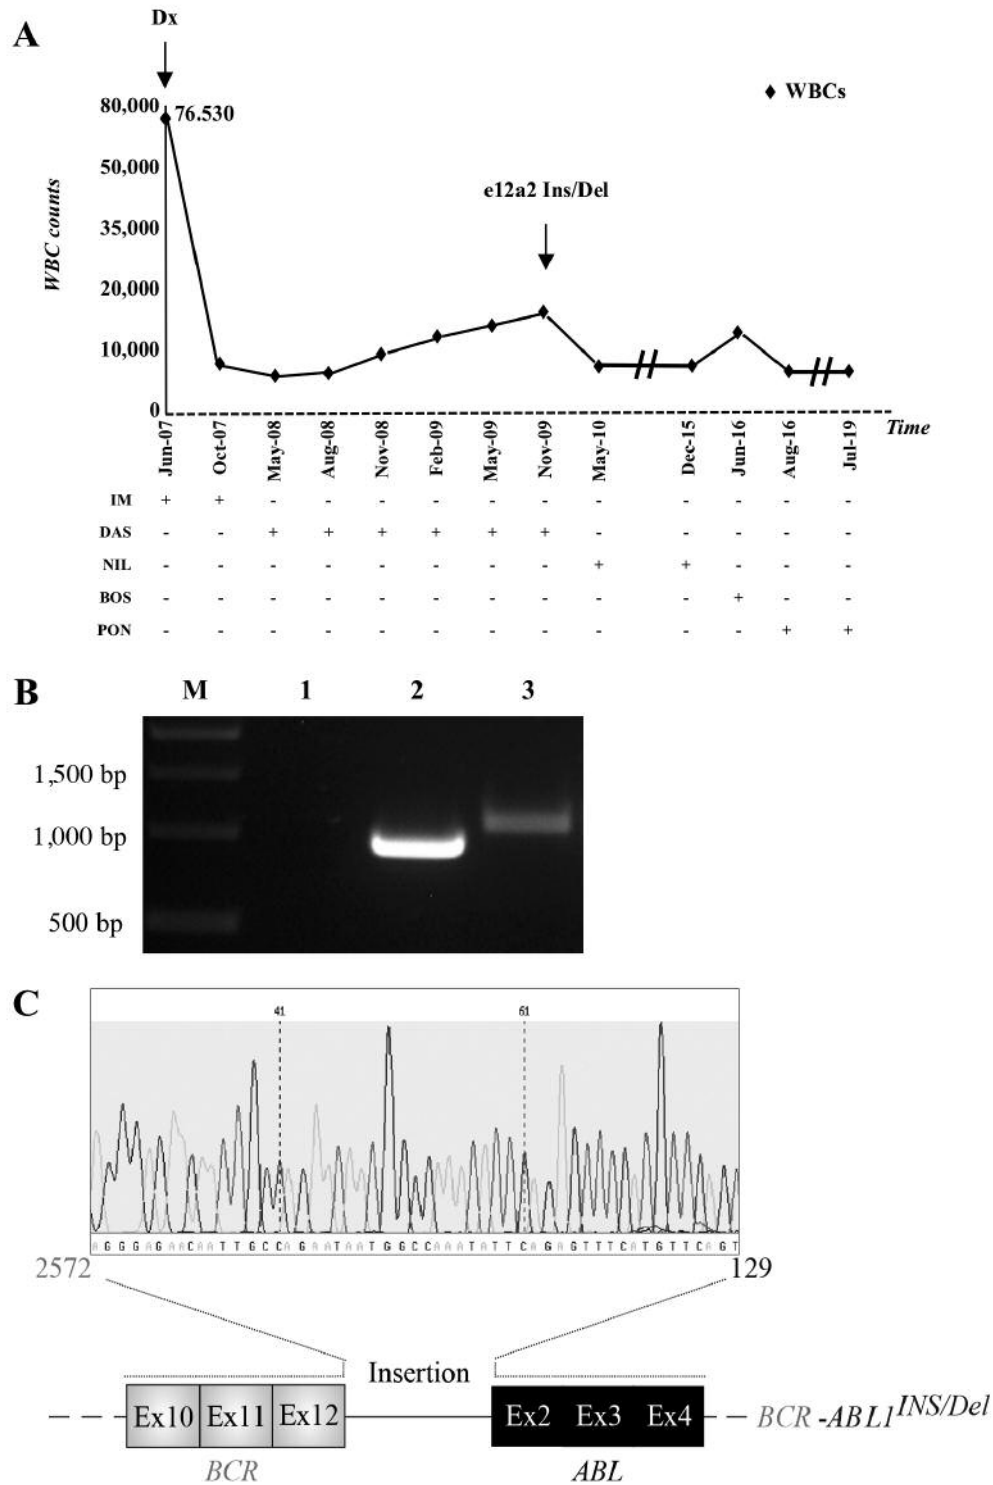 A
Dx
80,000
76.530
WBCs
50,000
e12a2 Ins/Del
35,000
WBC counts
20,000
10,000
0
Time
Jun-07 Oct-07 May-08 Aug-08 Nov-08 Feb-09 May-09 Nov-09 May-10 Dec-15 Jun-16 Aug-16 Jul-19
IM + + - - - - - - - - - - -
DAS - - + + + + + + - - - - -
NIL - - - - - - - - + + - - -
BOS - - - - - - - - - - + - -
PON - - - - - - - - - - - + +
B
M 1 2 3
1,500 bp
1,000 bp
500 bp
C
41 61
AGGGAGAACAATTGCCAGAATAATGGCCAAATATTCAGAGTTTCATGTTCAGT
2572 129
Insertion
Ex10 Ex11 Ex12 Ex2 Ex3 Ex4 BCR-ABL1INS/Del
BCR ABL